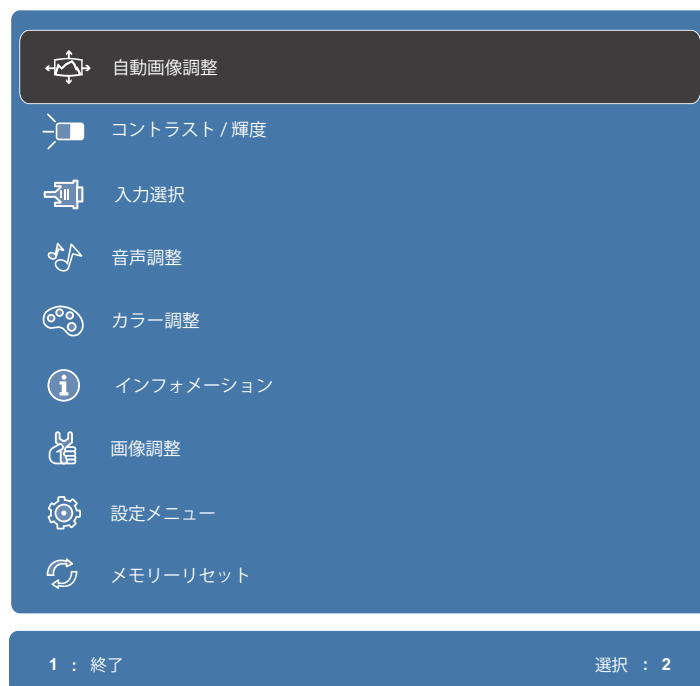 自動画像調整
コントラスト / 輝度
入力選択
音声調整
カラー調整
インフォメーション
画像調整
設定メニュー
メモリーリセット
1 : 終了 選択 : 2